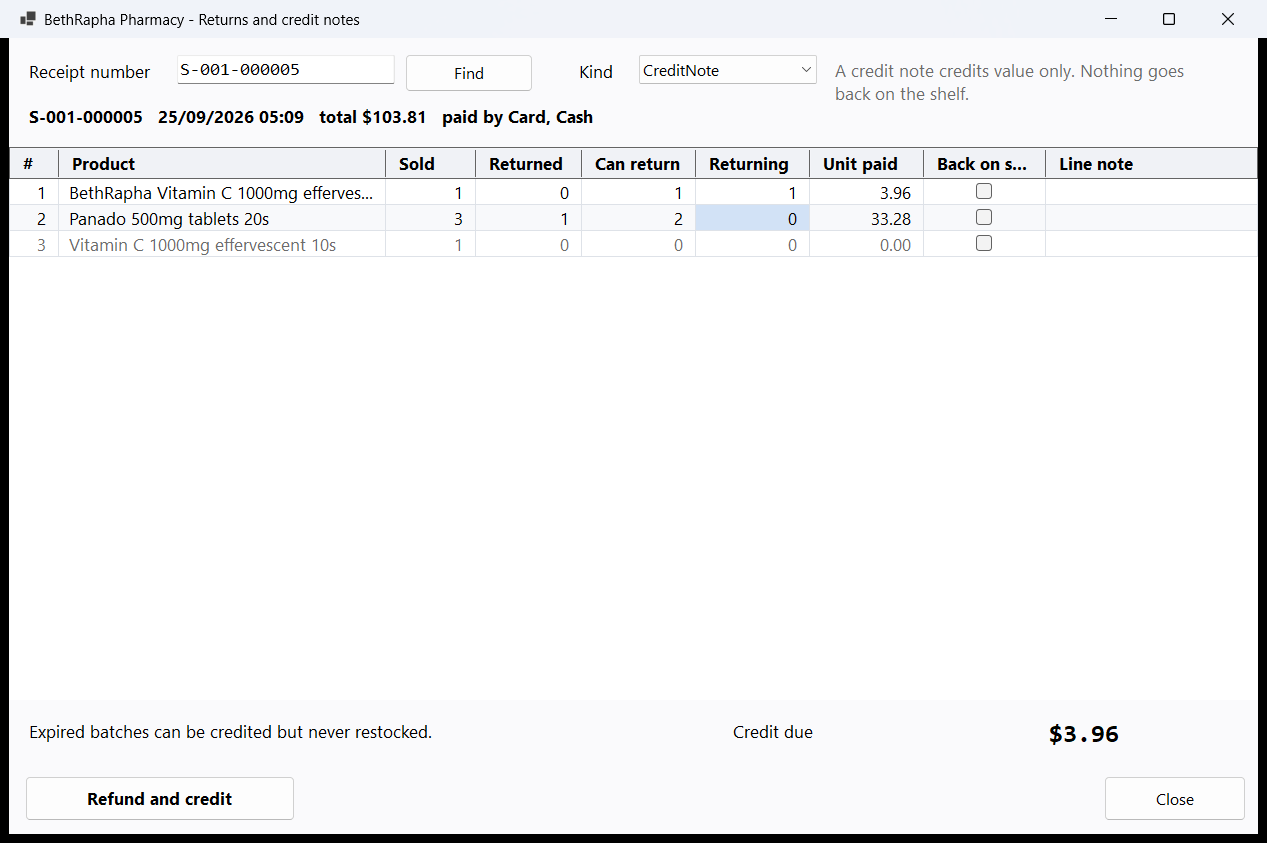 BethRapha Pharmacy - Returns and credit notes
Receipt number S-001-000005 Find Kind CreditNote A credit note credits value only. Nothing goes
back on the shelf.
S-001-000005 25/09/2026 05:09 total $103.81 paid by Card, Cash
# Product Sold Returned Can return Returning Unit paid Back on s... Line note
1 BethRapha Vitamin C 1000mg efferves... 1 0 1 1 3.96
2 Panado 500mg tablets 20s 3 1 2 0 33.28
3 Vitamin C 1000mg effervescent 10s 1 0 0 0 0.00
Expired batches can be credited but never restocked. Credit due $3.96
Refund and credit Close